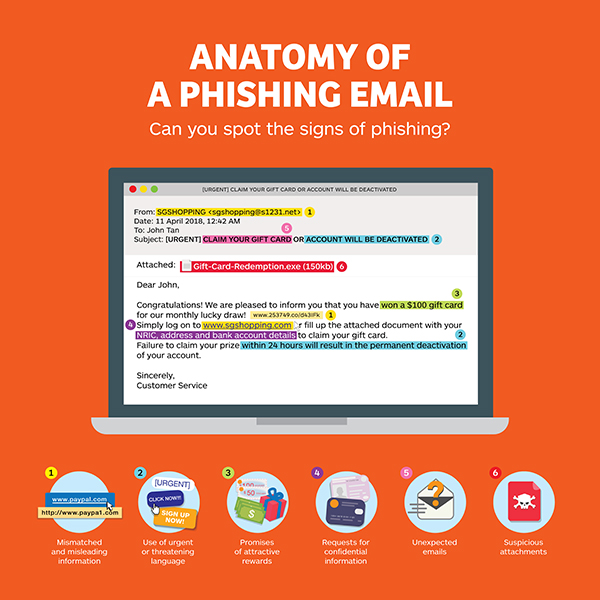 ANATOMY OF
A PHISHING EMAIL
Can you spot the signs of phishing?
[URGENT] CLAIM YOUR GIFT CARD OR ACCOUNT WILL BE DEACTIVATED
From: SGSHOPPING <sgshopping@s1231.net> 1
Date: 11 April 2018, 12:42 AM
To: John Tan
5
Subject: [URGENT] CLAIM YOUR GIFT CARD OR ACCOUNT WILL BE DEACTIVATED 2
Attached: Gift-Card-Redemption.exe (150kb) 6
Dear John,
3
Congratulations! We are pleased to inform you that you have won a $100 gift card
for our monthly lucky draw! www.253749.co/d43IFk 1
4 Simply log on to www.sgshopping.com or fill up the attached document with your
NRIC, address and bank account details to claim your gift card. 2
Failure to claim your prize within 24 hours will result in the permanent deactivation
of your account.
Sincerely,
Customer Service
1
www.paypal.com
http://www.paypa1.com
Mismatched
and misleading
information
2
[URGENT]
CLICK NOW!!!
SIGN UP
NOW!
Use of urgent
or threatening
language
3
50
$
Promises
of attractive
rewards
4
Requests for
confidential
information
5
?
Unexpected
emails
6
Suspicious
attachments